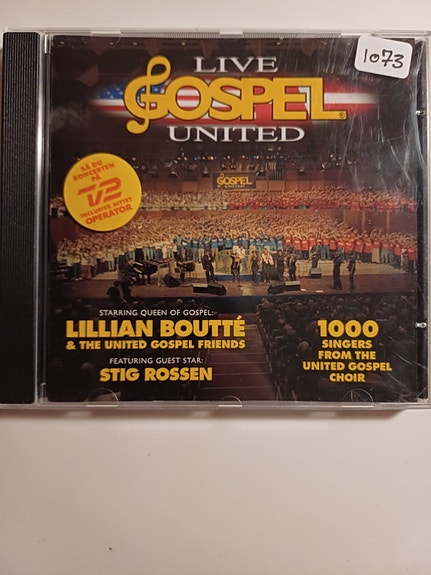 1073
LIVE
GOSPEL®
UNITED
SÅ DU
KONCERTEN
PÅ
TV2
INCLUSIVE HITTET
OPERATOR
GOSPEL
UNITED
STARRING QUEEN OF GOSPEL:
LILLIAN BOUTTÉ
& THE UNITED GOSPEL FRIENDS
FEATURING GUEST STAR:
STIG ROSSEN
1000
SINGERS
FROM THE
UNITED GOSPEL
CHOIR